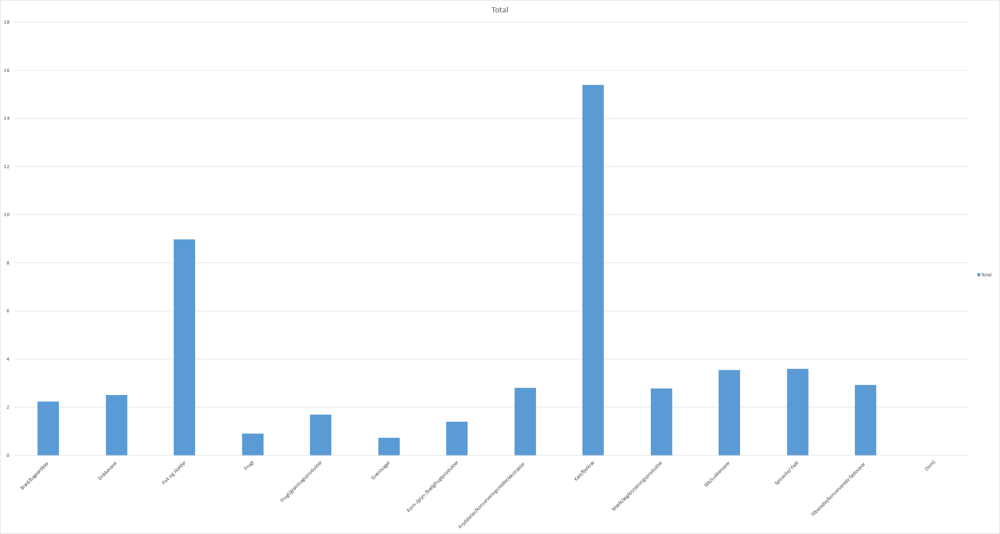 Total
18
16
14
12
10
8
6
4
2
0
Total
Brød/bageartikler
Drikkevarer
Fisk og skaldyr
Frugt
Frugt/grøntsagsprodukter
Grøntsager
Korn-/gryn-/bælgfrugtprodukter
Krydderier/konserveringsmidler/ekstrakter
Kød/fjerkræ
Mælk/æg/erstatningsprodukter
Slik/sukkervarer
Spiseolie/-fedt
Tilberedte/konserverede fødevarer
(tom)